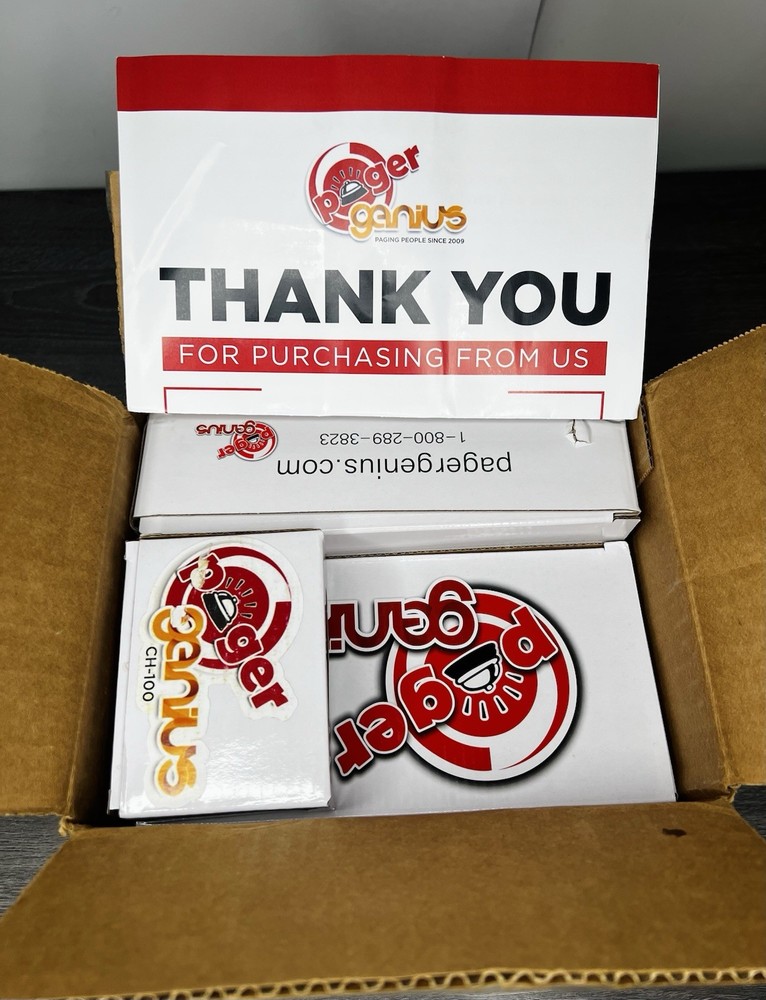 pager
genius
PAGING PEOPLE SINCE 2009
THANK YOU
FOR PURCHASING FROM US
pager
genius
1-800-289-3823
pagergenius.com
pager
genius
CH-100
pager
geni